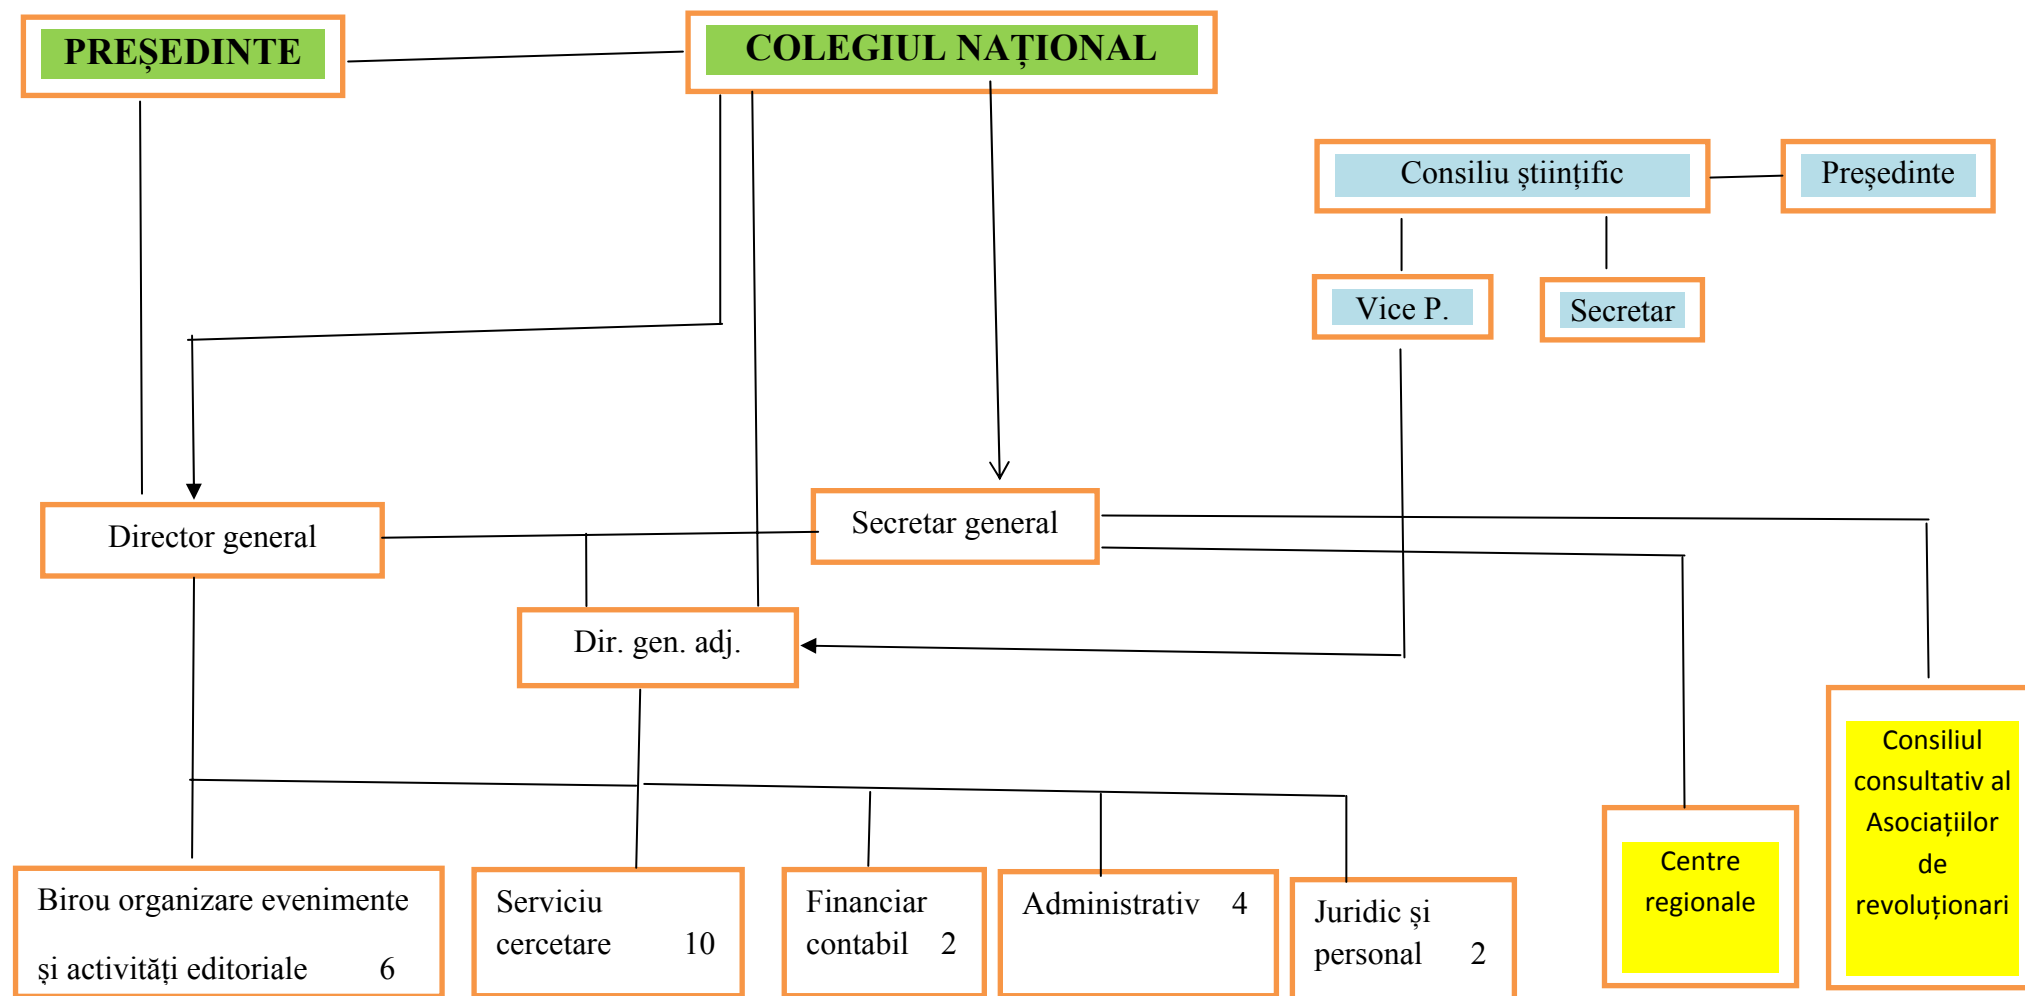 PREȘEDINTE
COLEGIUL NAȚIONAL
Consiliu științific
Președinte
Vice P.
Secretar
Director general
Secretar general
Dir. gen. adj.
Birou organizare evenimente
și activități editoriale 6
Serviciu
cercetare 10
Financiar
contabil 2
Administrativ 4
Juridic și
personal 2
Centre
regionale
Consiliul
consultativ al
Asociațiilor
de
revoluționari